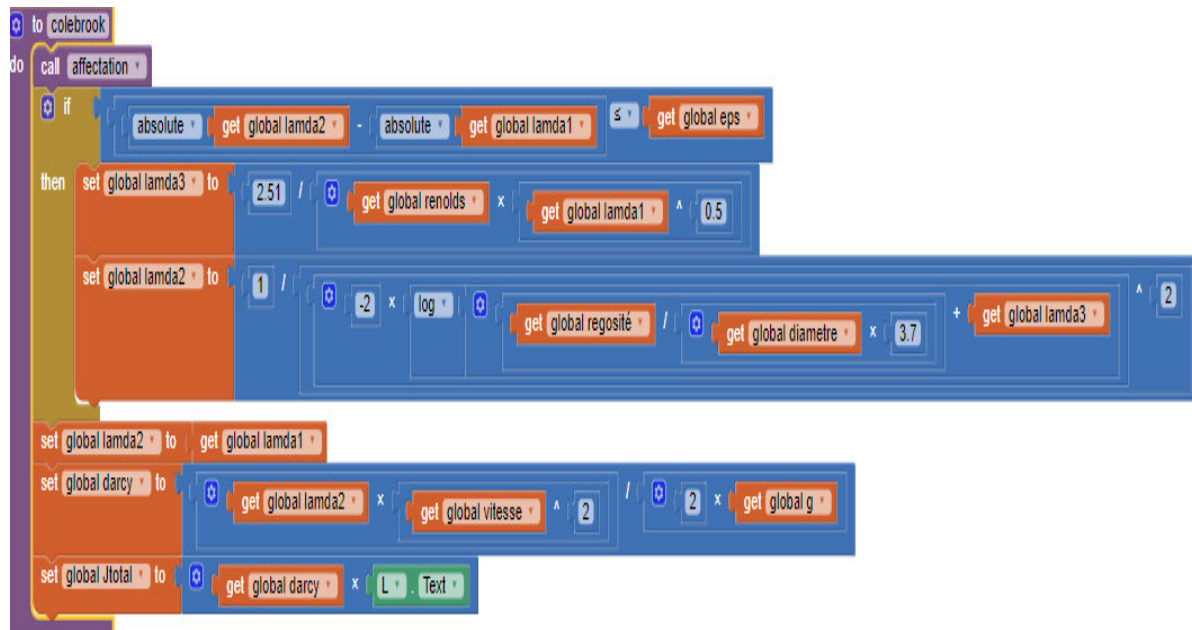 to colebrook
do call affectation
if absolute get global lamda2 - absolute get global lamda1 ≤ get global eps
then set global lamda3 to 2.51 / get global renolds × get global lamda1 ^ 0.5
set global lamda2 to 1 / -2 × log get global regosité / get global diametre × 3.7 + get global lamda3 ^ 2
set global lamda2 to get global lamda1
set global darcy to get global lamda2 × get global vitesse ^ 2 / 2 × get global g
set global Jtotal to get global darcy × L . Text